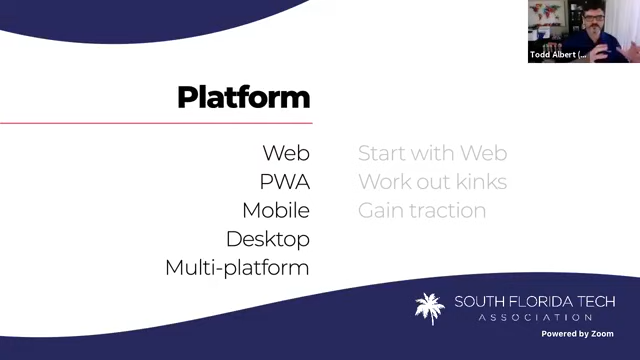 Todd Albert (...
Platform
Web
PWA
Mobile
Desktop
Multi-platform
Start with Web
Work out kinks
Gain traction
SOUTH FLORIDA TECH
ASSOCIATION
Powered by Zoom